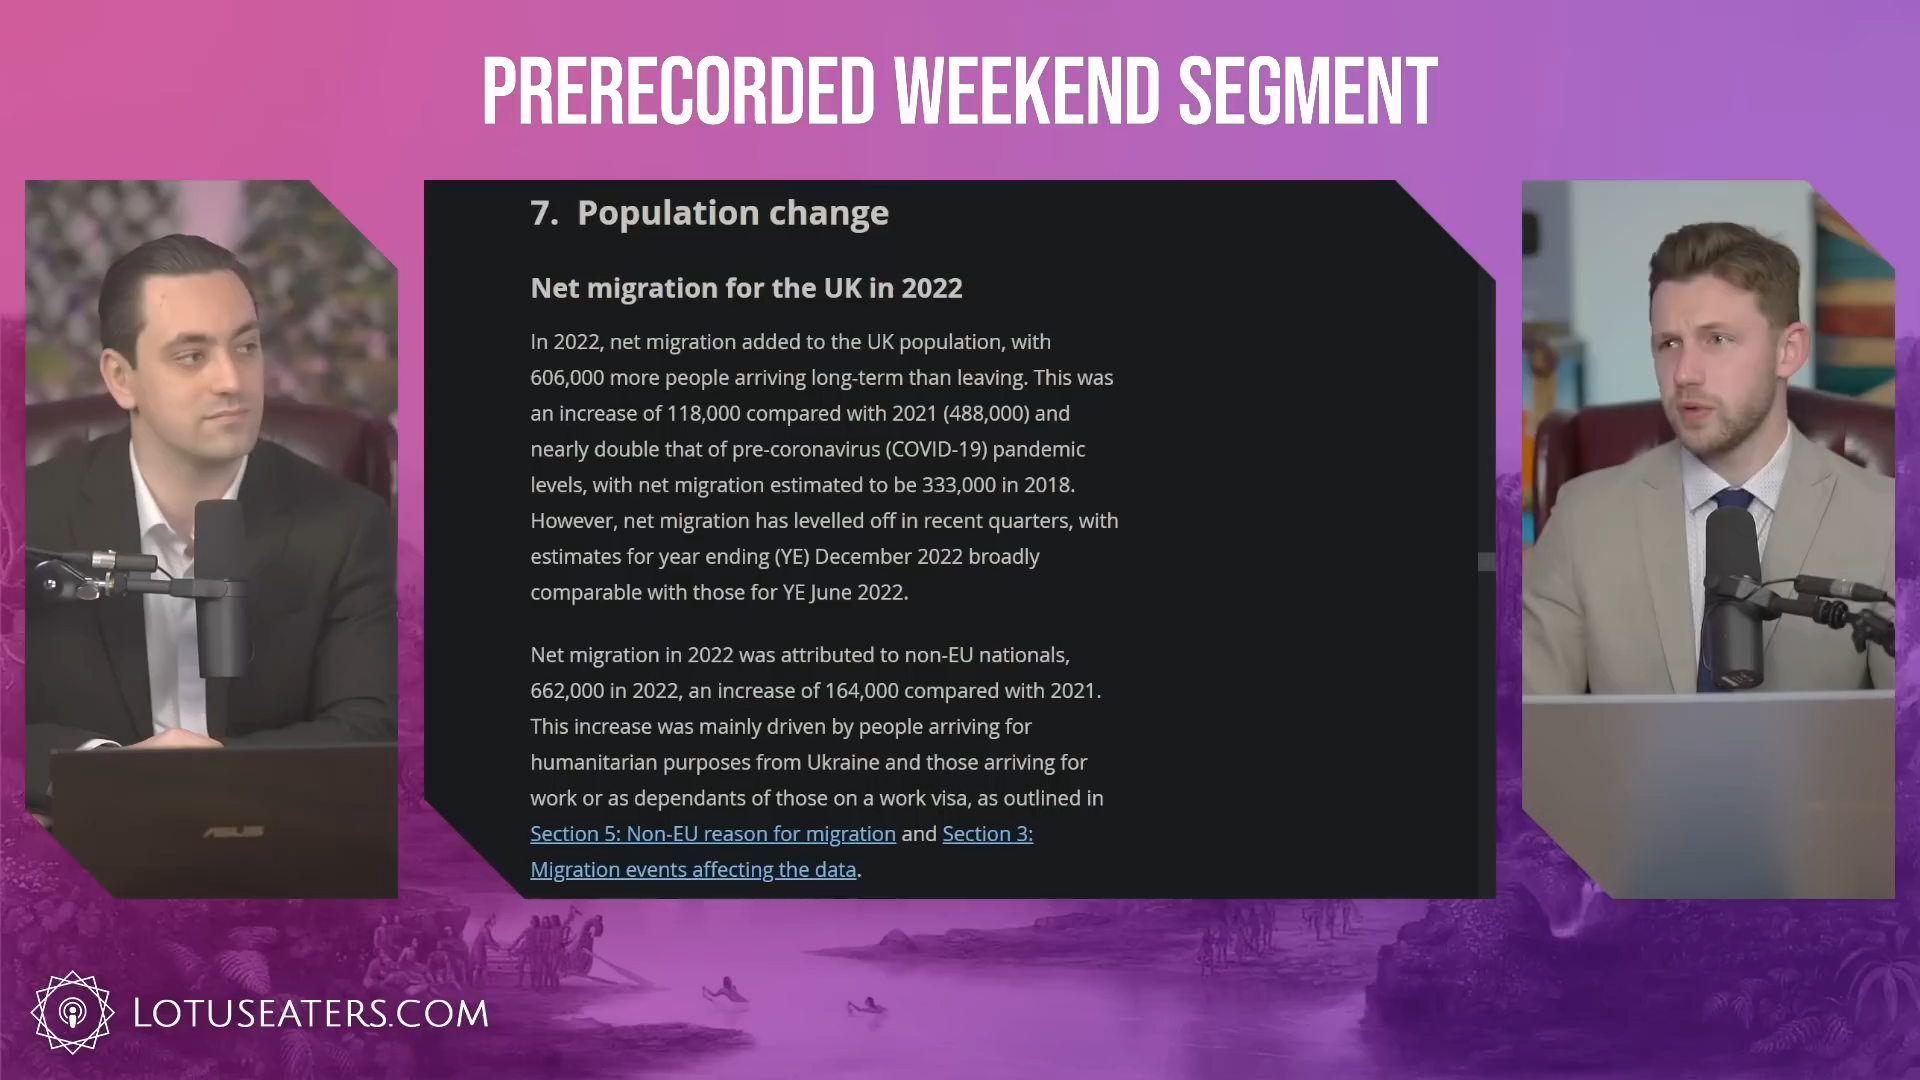 PRERECORDED WEEKEND SEGMENT
7. Population change
Net migration for the UK in 2022
In 2022, net migration added to the UK population, with
606,000 more people arriving long-term than leaving. This was
an increase of 118,000 compared with 2021 (488,000) and
nearly double that of pre-coronavirus (COVID-19) pandemic
levels, with net migration estimated to be 333,000 in 2018.
However, net migration has levelled off in recent quarters, with
estimates for year ending (YE) December 2022 broadly
comparable with those for YE June 2022.
Net migration in 2022 was attributed to non-EU nationals,
662,000 in 2022, an increase of 164,000 compared with 2021.
This increase was mainly driven by people arriving for
humanitarian purposes from Ukraine and those arriving for
work or as dependants of those on a work visa, as outlined in
Section 5: Non-EU reason for migration and Section 3:
Migration events affecting the data.
ASUS
LOTUSEATERS.COM